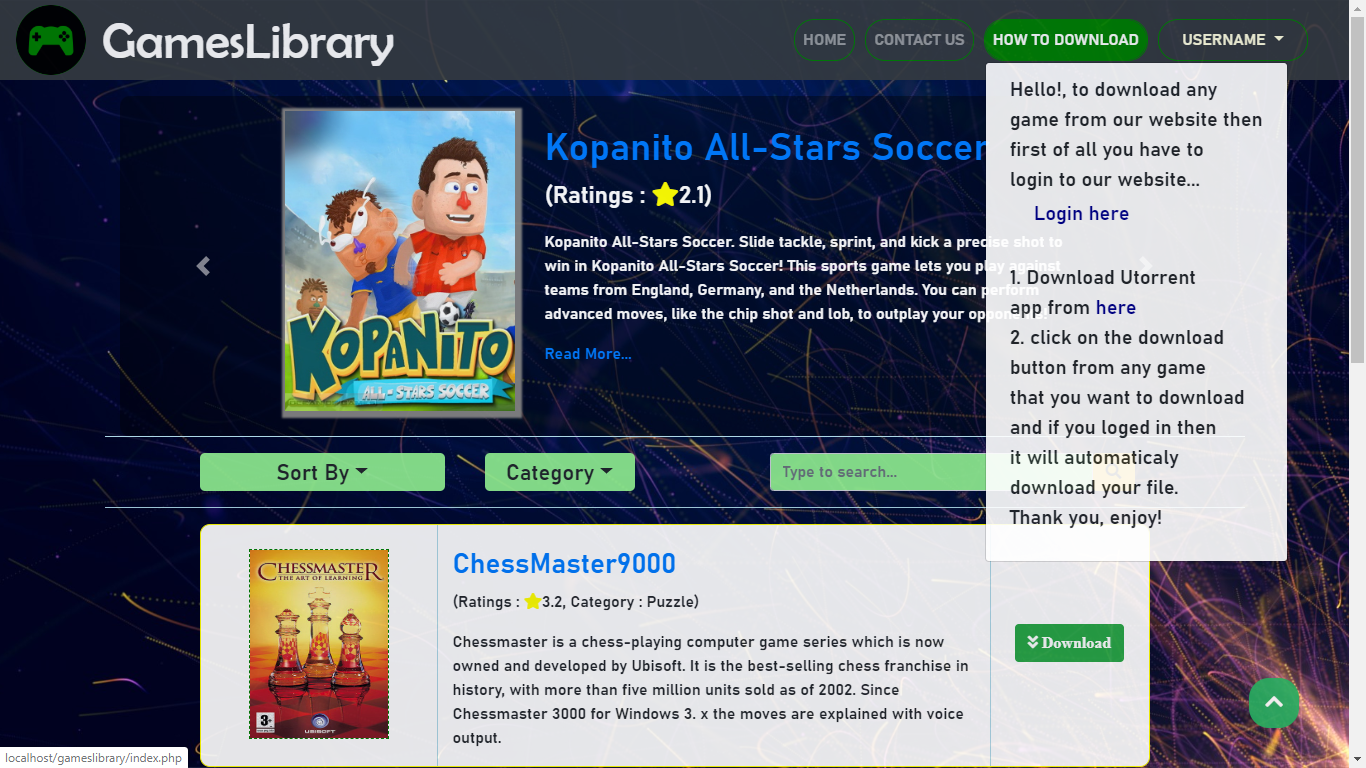 GamesLibrary
HOME
CONTACT US
HOW TO DOWNLOAD
USERNAME
Hello!, to download any
game from our website then
first of all you have to
login to our website...
Login here
1. Download Utorrent
app from here
2. click on the download
button from any game
that you want to download
and if you loged in then
it will automaticaly
download your file.
Thank you, enjoy!
KOPANITO
ALL-STARS SOCCER
Kopanito All-Stars Soccer
(Ratings : 2.1)
Kopanito All-Stars Soccer. Slide tackle, sprint, and kick a precise shot to
win in Kopanito All-Stars Soccer! This sports game lets you play against
teams from England, Germany, and the Netherlands. You can perform
advanced moves, like the chip shot and lob, to outplay your opponents!
Read More...
Sort By
Category
Type to search...
CHESSMASTER
THE ART OF LEARNING
3+
UBISOFT
ChessMaster9000
(Ratings : 3.2, Category : Puzzle)
Chessmaster is a chess-playing computer game series which is now
owned and developed by Ubisoft. It is the best-selling chess franchise in
history, with more than five million units sold as of 2002. Since
Chessmaster 3000 for Windows 3. x the moves are explained with voice
output.
Download
localhost/gameslibrary/index.php